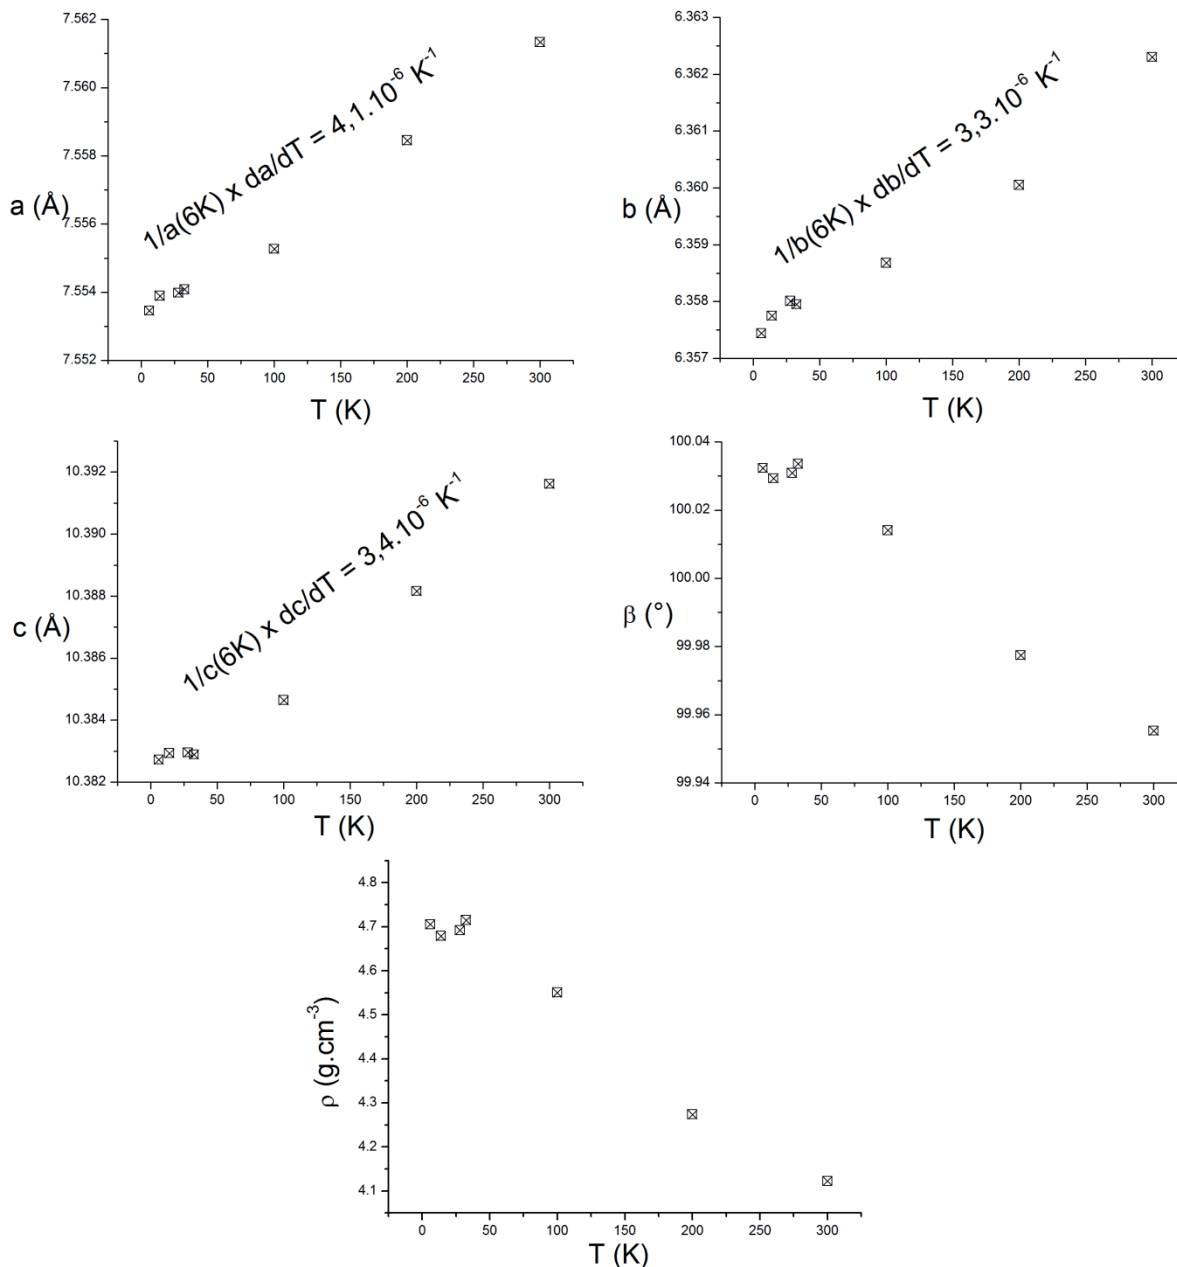 7.562
7.560
7.558
7.556
7.554
7.552
a (Å)
1/a(6K) x da/dT = 4,1.10⁻⁶ K⁻¹
0 50 100 150 200 250 300
T (K)
6.363
6.362
6.361
6.360
6.359
6.358
6.357
b (Å)
1/b(6K) x db/dT = 3,3.10⁻⁶ K⁻¹
0 50 100 150 200 250 300
T (K)
10.392
10.390
10.388
10.386
10.384
10.382
c (Å)
1/c(6K) x dc/dT = 3,4.10⁻⁶ K⁻¹
0 50 100 150 200 250 300
T (K)
100.04
100.02
100.00
99.98
99.96
99.94
β (°)
0 50 100 150 200 250 300
T (K)
4.8
4.7
4.6
4.5
4.4
4.3
4.2
4.1
ρ (g.cm⁻³)
0 50 100 150 200 250 300
T (K)